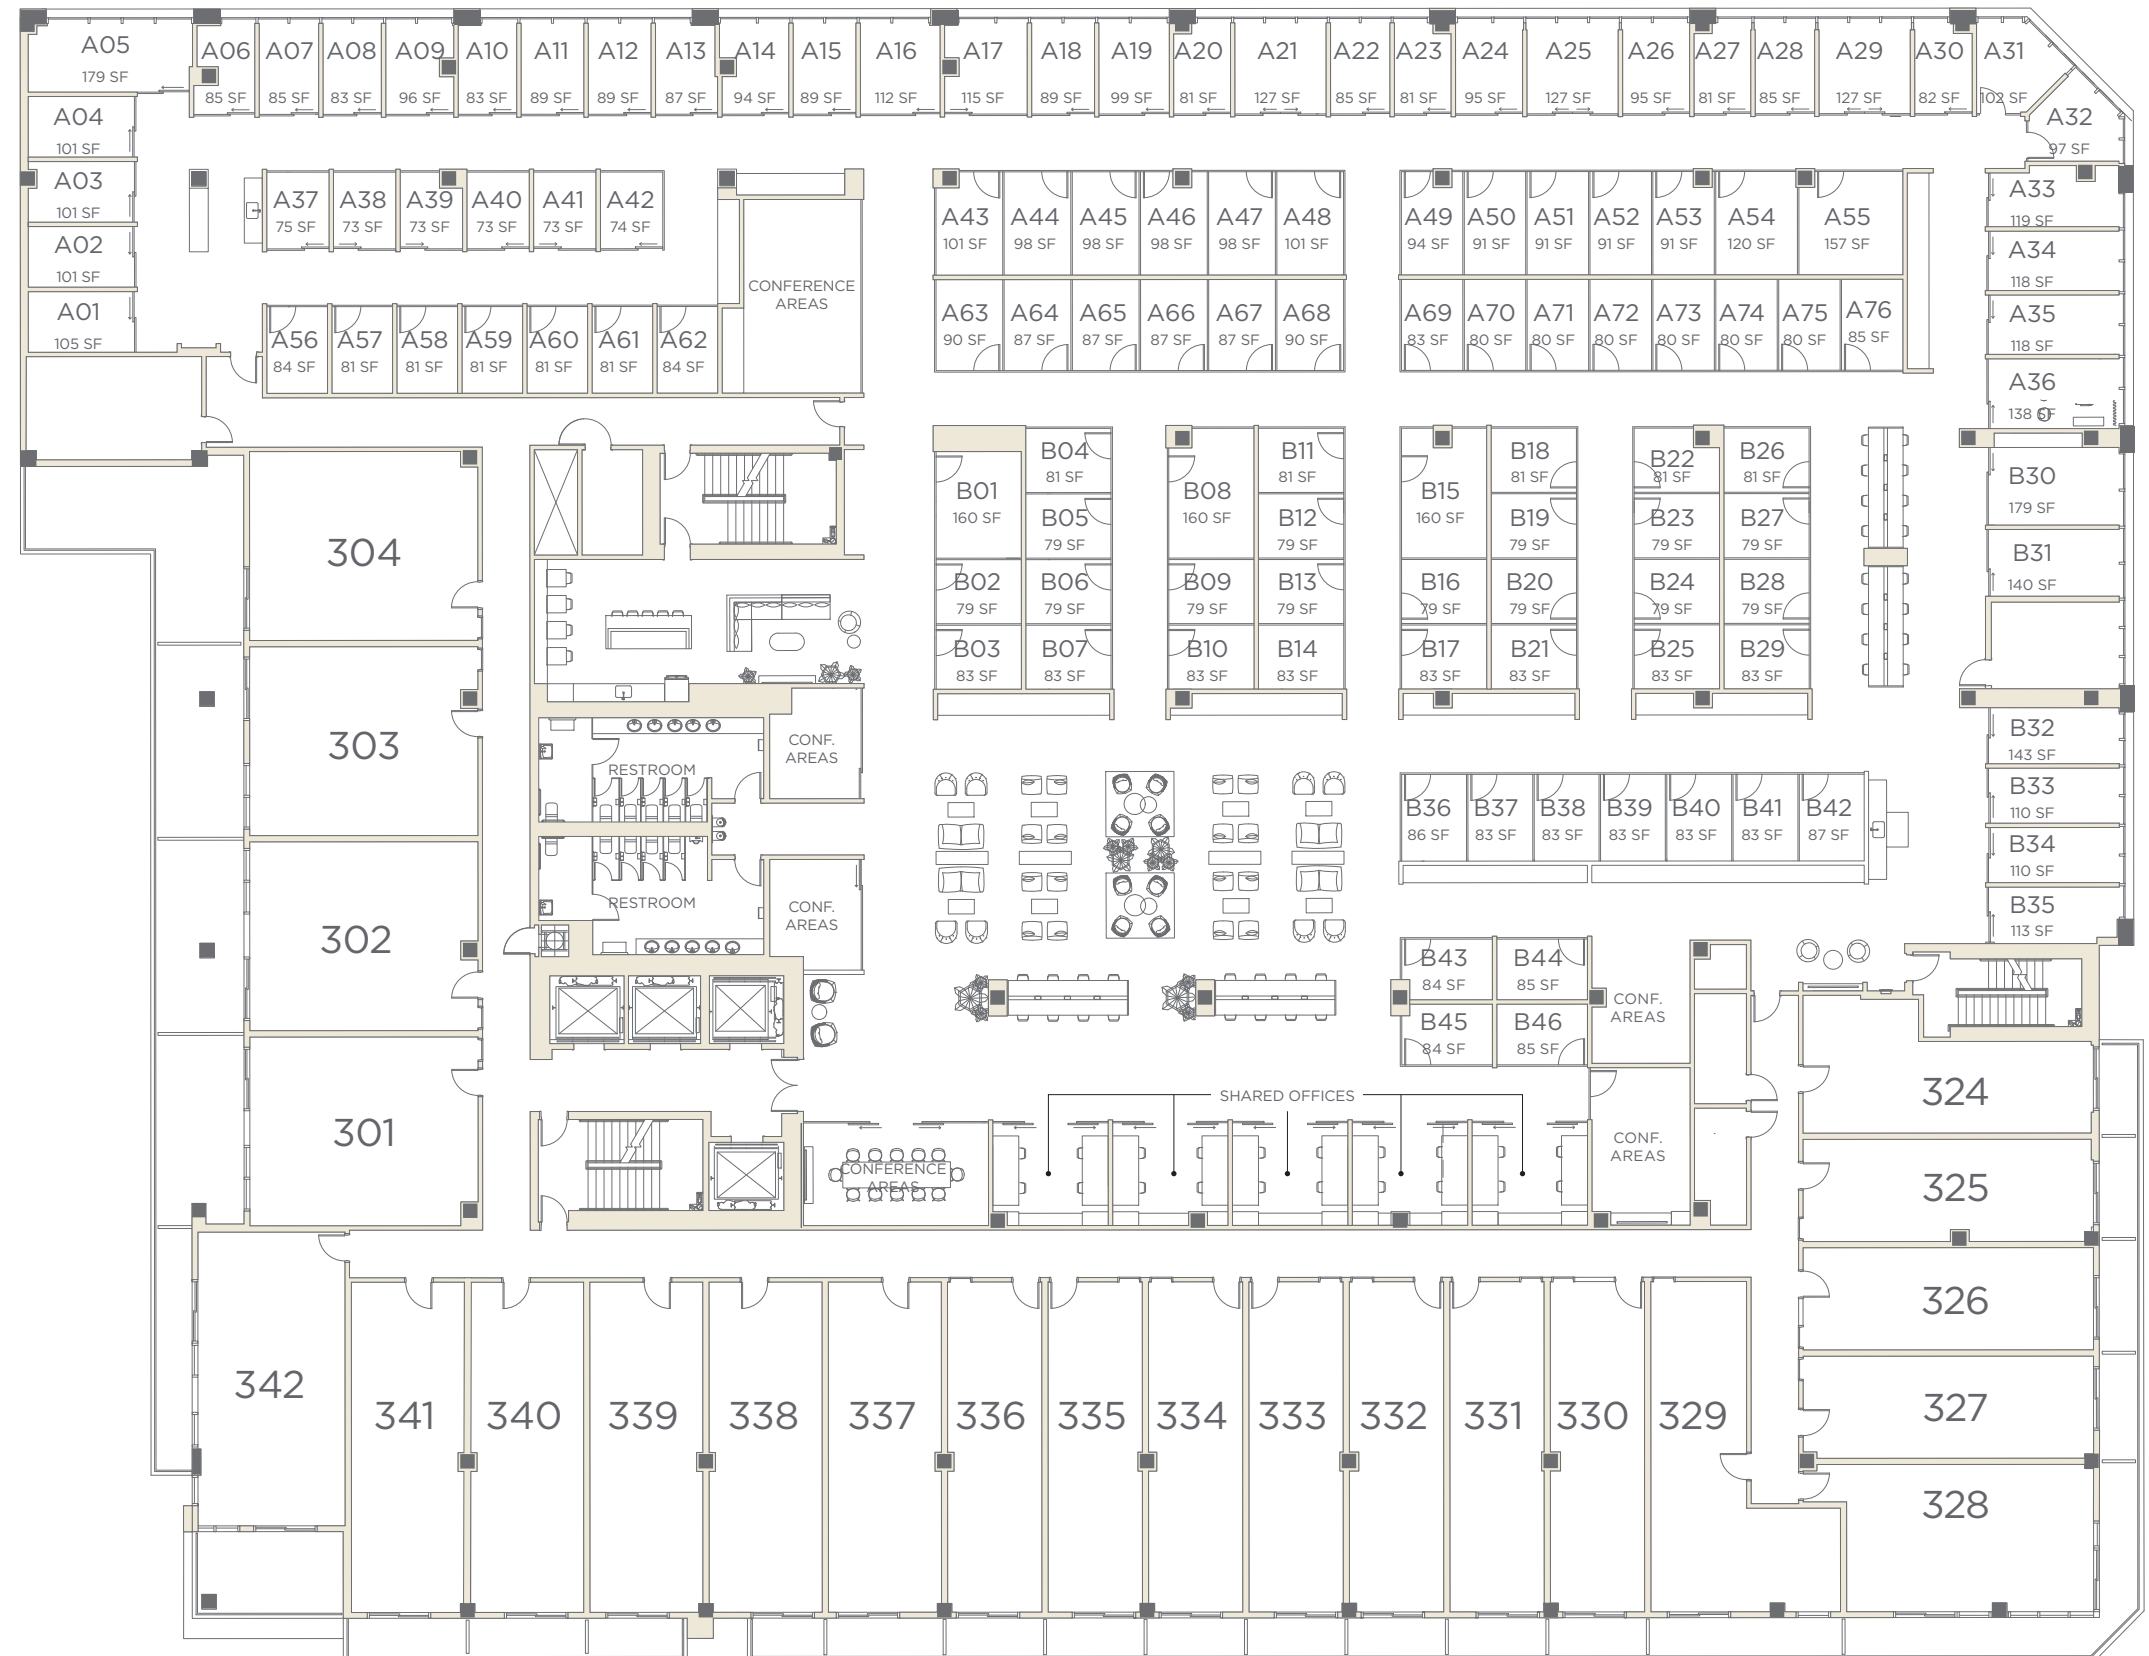 A05
179 SF
A06
85 SF
A07
85 SF
A08
83 SF
A09
96 SF
A10
83 SF
A11
89 SF
A12
89 SF
A13
87 SF
A14
94 SF
A15
89 SF
A16
112 SF
A17
115 SF
A18
89 SF
A19
99 SF
A20
81 SF
A21
127 SF
A22
85 SF
A23
81 SF
A24
95 SF
A25
127 SF
A26
95 SF
A27
81 SF
A28
85 SF
A29
127 SF
A30
82 SF
A31
102 SF
A32
97 SF
A04
101 SF
A03
101 SF
A02
101 SF
A01
105 SF
A37
75 SF
A38
73 SF
A39
73 SF
A40
73 SF
A41
73 SF
A42
74 SF
A43
101 SF
A44
98 SF
A45
98 SF
A46
98 SF
A47
98 SF
A48
101 SF
A49
94 SF
A50
91 SF
A51
91 SF
A52
91 SF
A53
91 SF
A54
120 SF
A55
157 SF
A33
119 SF
A34
118 SF
A35
118 SF
A36
138 SF
CONFERENCE
AREAS
A56
84 SF
A57
81 SF
A58
81 SF
A59
81 SF
A60
81 SF
A61
81 SF
A62
84 SF
A63
90 SF
A64
87 SF
A65
87 SF
A66
87 SF
A67
87 SF
A68
90 SF
A69
83 SF
A70
80 SF
A71
80 SF
A72
80 SF
A73
80 SF
A74
80 SF
A75
80 SF
A76
85 SF
B01
160 SF
B02
79 SF
B03
83 SF
B04
81 SF
B05
79 SF
B06
79 SF
B07
83 SF
B08
160 SF
B09
79 SF
B10
83 SF
B11
81 SF
B12
79 SF
B13
79 SF
B14
83 SF
B15
160 SF
B16
79 SF
B17
83 SF
B18
81 SF
B19
79 SF
B20
79 SF
B21
83 SF
B22
81 SF
B23
79 SF
B24
79 SF
B25
83 SF
B26
81 SF
B27
79 SF
B28
79 SF
B29
83 SF
B30
179 SF
B31
140 SF
B32
143 SF
B33
110 SF
B34
110 SF
B35
113 SF
304
303
302
301
RESTROOM
RESTROOM
CONF.
AREAS
CONF.
AREAS
B36
86 SF
B37
83 SF
B38
83 SF
B39
83 SF
B40
83 SF
B41
83 SF
B42
87 SF
B43
84 SF
B44
85 SF
B45
84 SF
B46
85 SF
CONF.
AREAS
CONF.
AREAS
SHARED OFFICES
CONFERENCE
AREAS
324
325
326
327
328
342
341
340
339
338
337
336
335
334
333
332
331
330
329